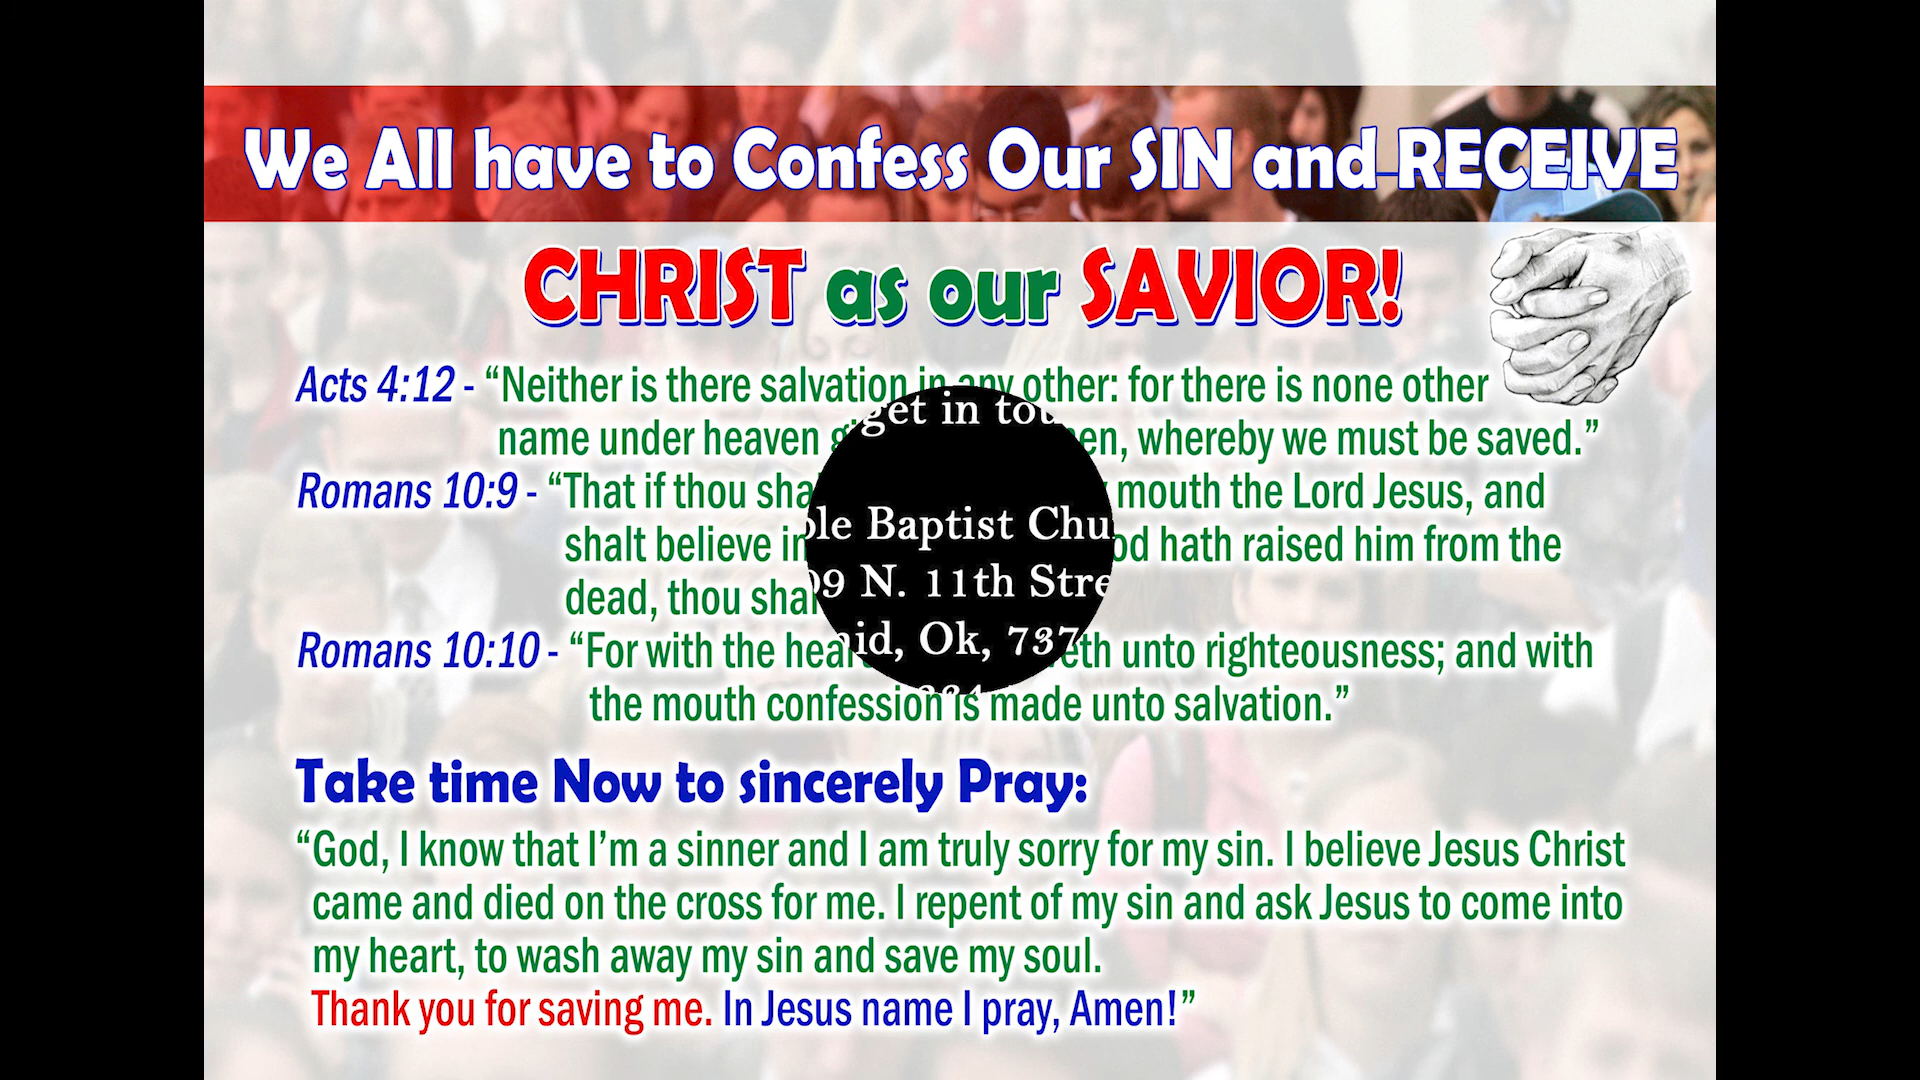 We All have to Confess Our SIN and RECEIVE
CHRIST as our SAVIOR!
Acts 4:12 - “Neither is there salvation in any other: for there is none other
name under heaven whereby we must be saved.”
Romans 10:9 - “That if thou mouth the Lord Jesus, and
shalt believe hath raised him from the
dead, thou
Romans 10:10 - “For with the unto righteousness; and with
the mouth confession is made unto salvation.”
get in
Baptist
N. 11th
Ok,
Take time Now to sincerely Pray:
“God, I know that I’m a sinner and I am truly sorry for my sin. I believe Jesus Christ
came and died on the cross for me. I repent of my sin and ask Jesus to come into
my heart, to wash away my sin and save my soul.
Thank you for saving me. In Jesus name I pray, Amen!”